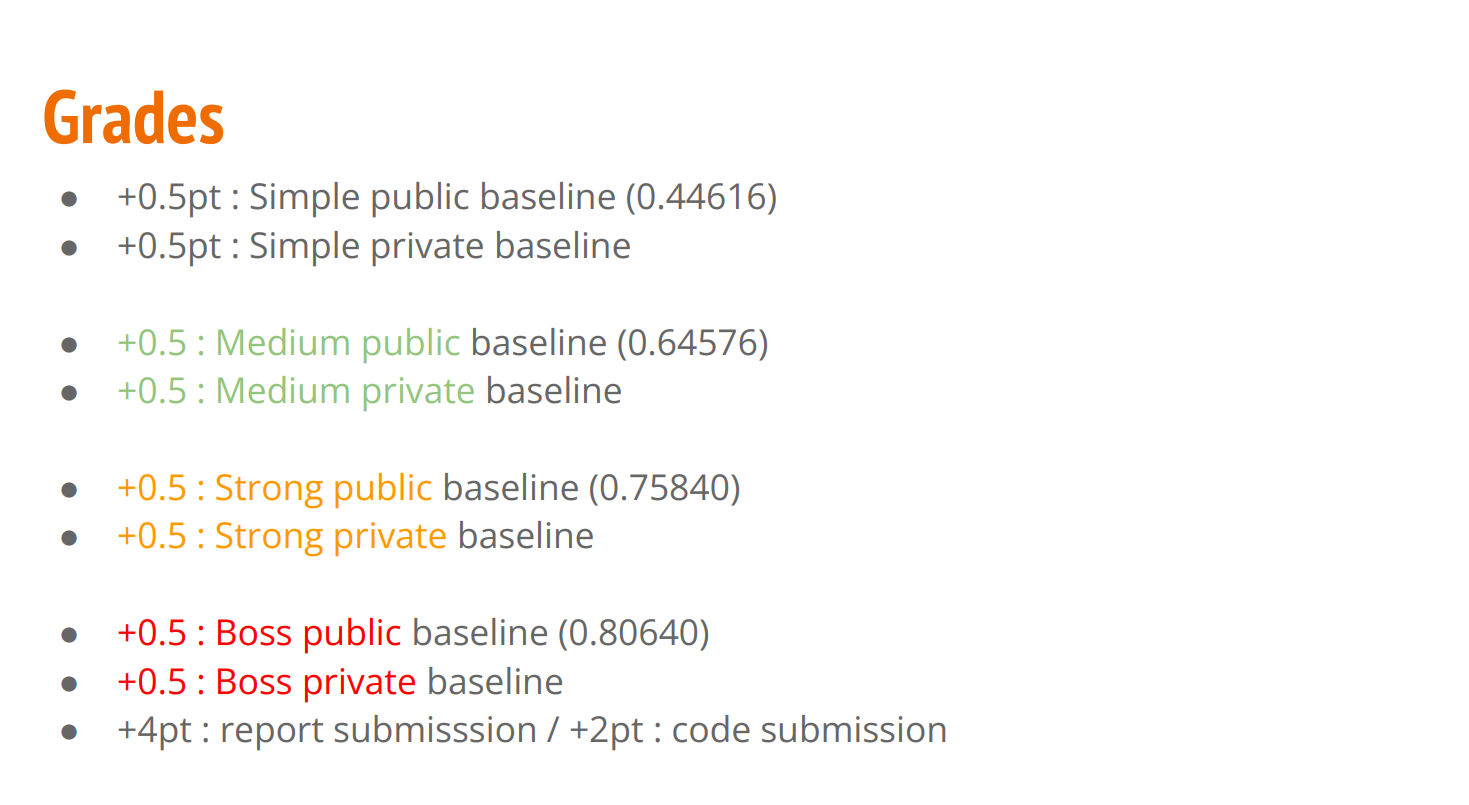 Grades
● +0.5pt : Simple public baseline (0.44616)
● +0.5pt : Simple private baseline
● +0.5 : Medium public baseline (0.64576)
● +0.5 : Medium private baseline
● +0.5 : Strong public baseline (0.75840)
● +0.5 : Strong private baseline
● +0.5 : Boss public baseline (0.80640)
● +0.5 : Boss private baseline
● +4pt : report submisssion / +2pt : code submission